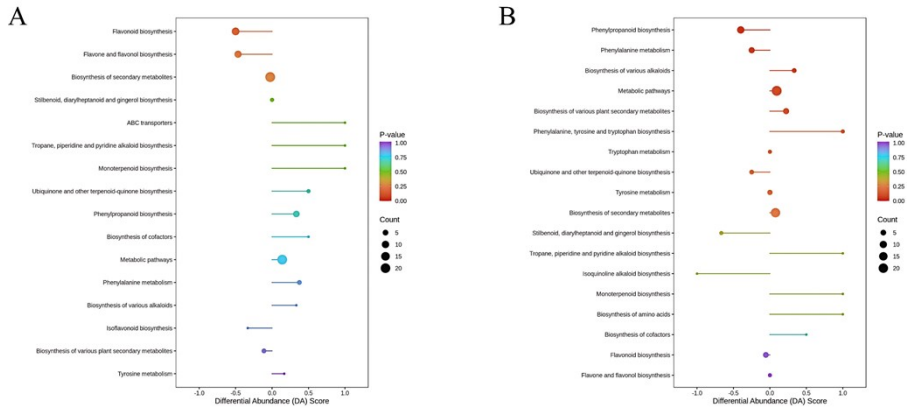 A
Flavonoid biosynthesis
Flavone and flavonol biosynthesis
Biosynthesis of secondary metabolites
Stilbenoid, diarylheptanoid and gingerol biosynthesis
ABC transporters
Tropane, piperidine and pyridine alkaloid biosynthesis
Monoterpenoid biosynthesis
Ubiquinone and other terpenoid-quinone biosynthesis
Phenylpropanoid biosynthesis
Biosynthesis of cofactors
Metabolic pathways
Phenylalanine metabolism
Biosynthesis of various alkaloids
Isoflavonoid biosynthesis
Biosynthesis of various plant secondary metabolites
Tyrosine metabolism
-1.0 -0.5 0.0 0.5 1.0
Differential Abundance (DA) Score
P-value
1.00
0.75
0.50
0.25
0.00
Count
5
10
15
20
B
Phenylpropanoid biosynthesis
Phenylalanine metabolism
Biosynthesis of various alkaloids
Metabolic pathways
Biosynthesis of various plant secondary metabolites
Phenylalanine, tyrosine and tryptophan biosynthesis
Tryptophan metabolism
Ubiquinone and other terpenoid-quinone biosynthesis
Tyrosine metabolism
Biosynthesis of secondary metabolites
Stilbenoid, diarylheptanoid and gingerol biosynthesis
Tropane, piperidine and pyridine alkaloid biosynthesis
Isoquinoline alkaloid biosynthesis
Monoterpenoid biosynthesis
Biosynthesis of amino acids
Biosynthesis of cofactors
Flavonoid biosynthesis
Flavone and flavonol biosynthesis
-1.0 -0.5 0.0 0.5 1.0
Differential Abundance (DA) Score
P-value
1.00
0.75
0.50
0.25
0.00
Count
5
10
15
20